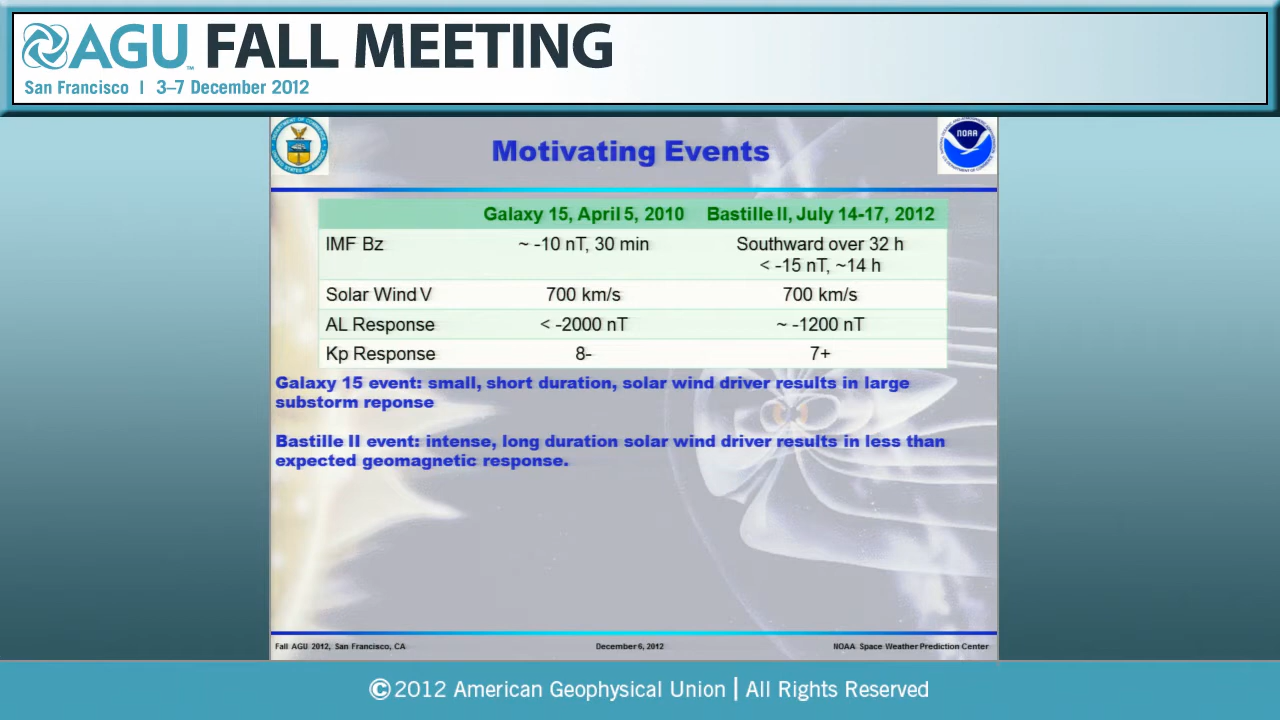 AGU FALL MEETING
San Francisco | 3–7 December 2012
NOAA
Motivating Events
Galaxy 15, April 5, 2010 Bastille II, July 14-17, 2012
IMF Bz ~ -10 nT, 30 min Southward over 32 h
< -15 nT, ~14 h
Solar Wind V 700 km/s 700 km/s
AL Response < -2000 nT ~ -1200 nT
Kp Response 8- 7+
Galaxy 15 event: small, short duration, solar wind driver results in large
substorm reponse
Bastille II event: intense, long duration solar wind driver results in less than
expected geomagnetic response.
Fall AGU 2012, San Francisco, CA December 6, 2012 NOAA Space Weather Prediction Center
©2012 American Geophysical Union | All Rights Reserved